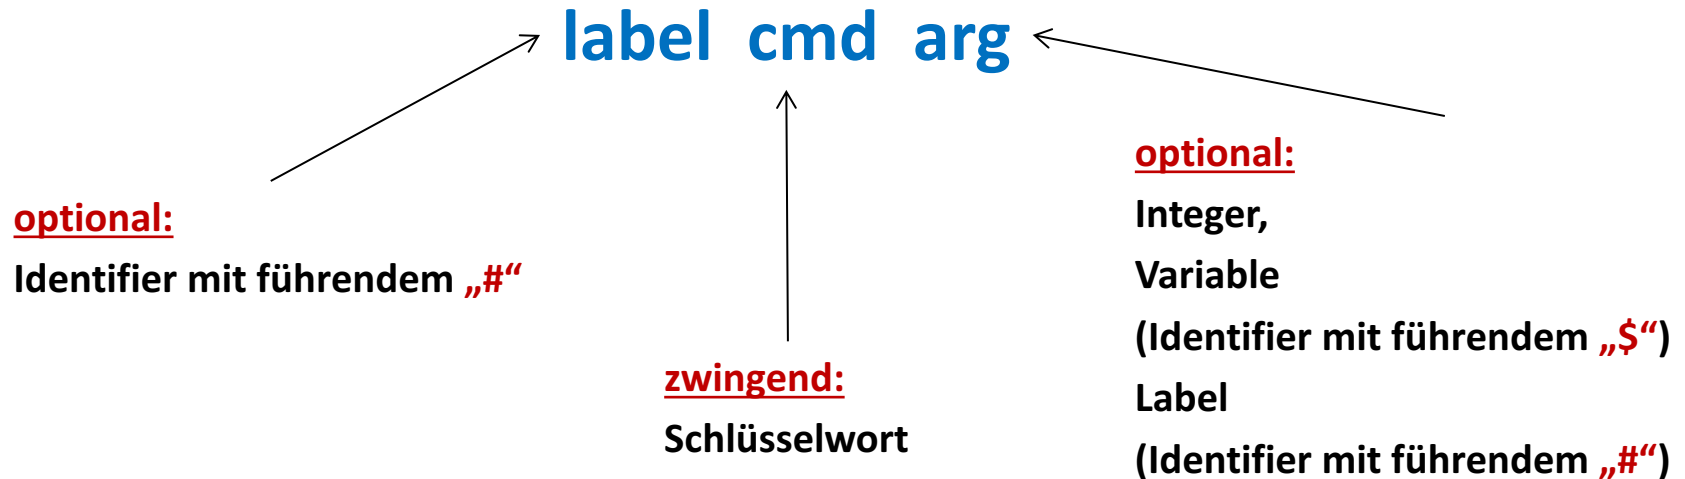 label cmd arg
optional:
Identifier mit führendem „#“
zwingend:
Schlüsselwort
optional:
Integer,
Variable
(Identifier mit führendem „$“)
Label
(Identifier mit führendem „#“)